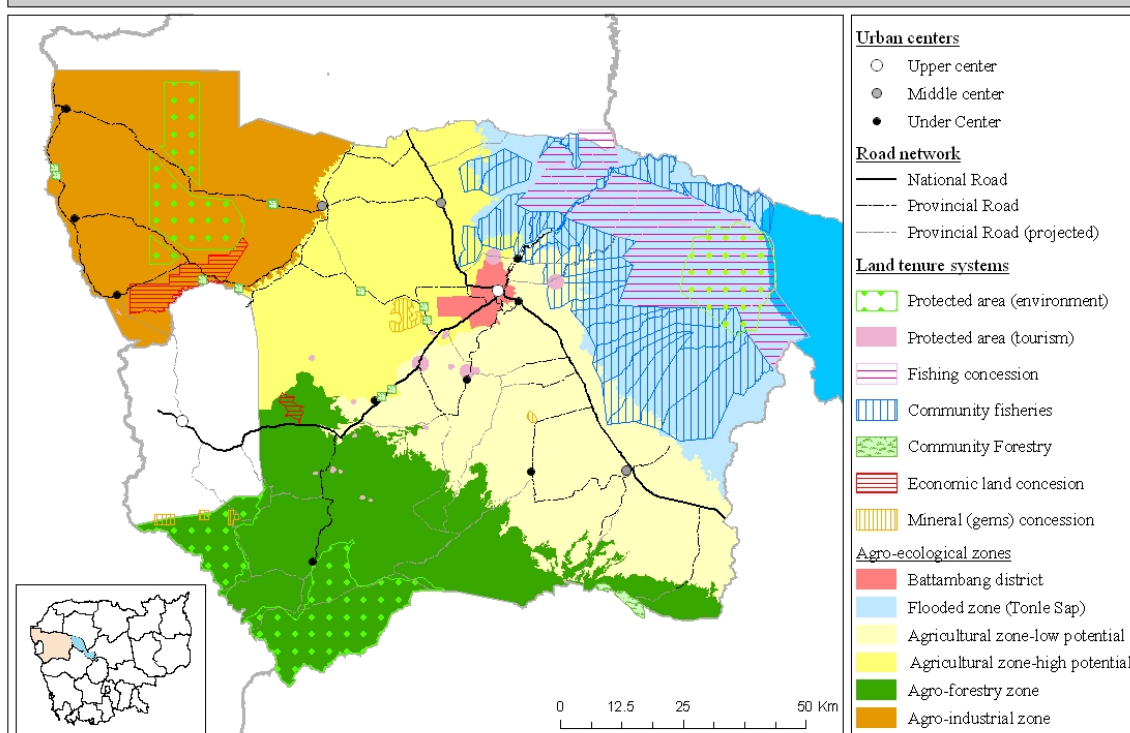 Urban centers
Upper center
Middle center
Under Center
Road network
National Road
Provincial Road
Provincial Road (projected)
Land tenure systems
Protected area (environment)
Protected area (tourism)
Fishing concession
Community fisheries
Community Forestry
Economic land concesion
Mineral (gems) concession
Agro-ecological zones
Battambang district
Flooded zone (Tonle Sap)
Agricultural zone-low potential
Agricultural zone-high potential
Agro-forestry zone
Agro-industrial zone
0 12.5 25 50 Km